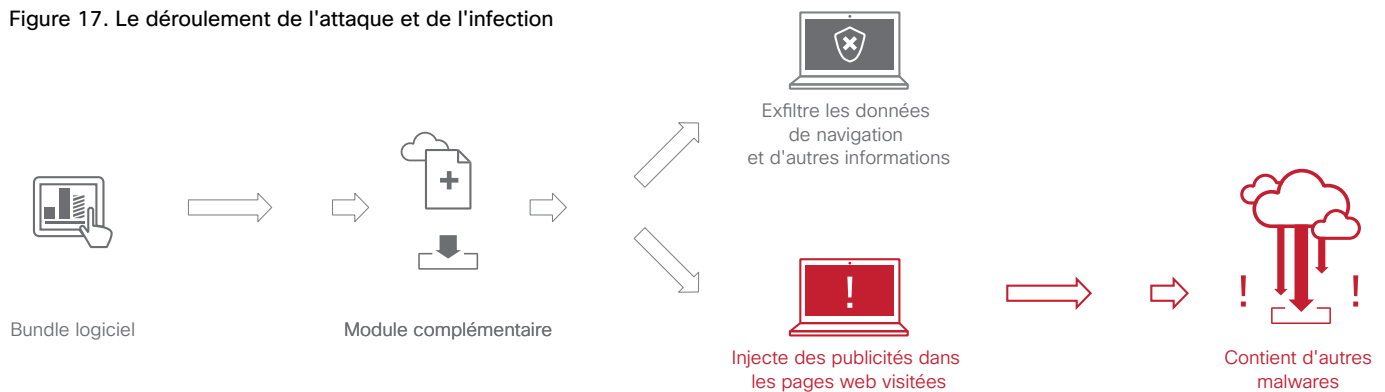 Figure 17. Le déroulement de l'attaque et de l'infection
Exfiltre les données
de navigation
et d'autres informations
Bundle logiciel
Module complémentaire
Injecte des publicités dans
les pages web visitées
Contient d'autres
malwares